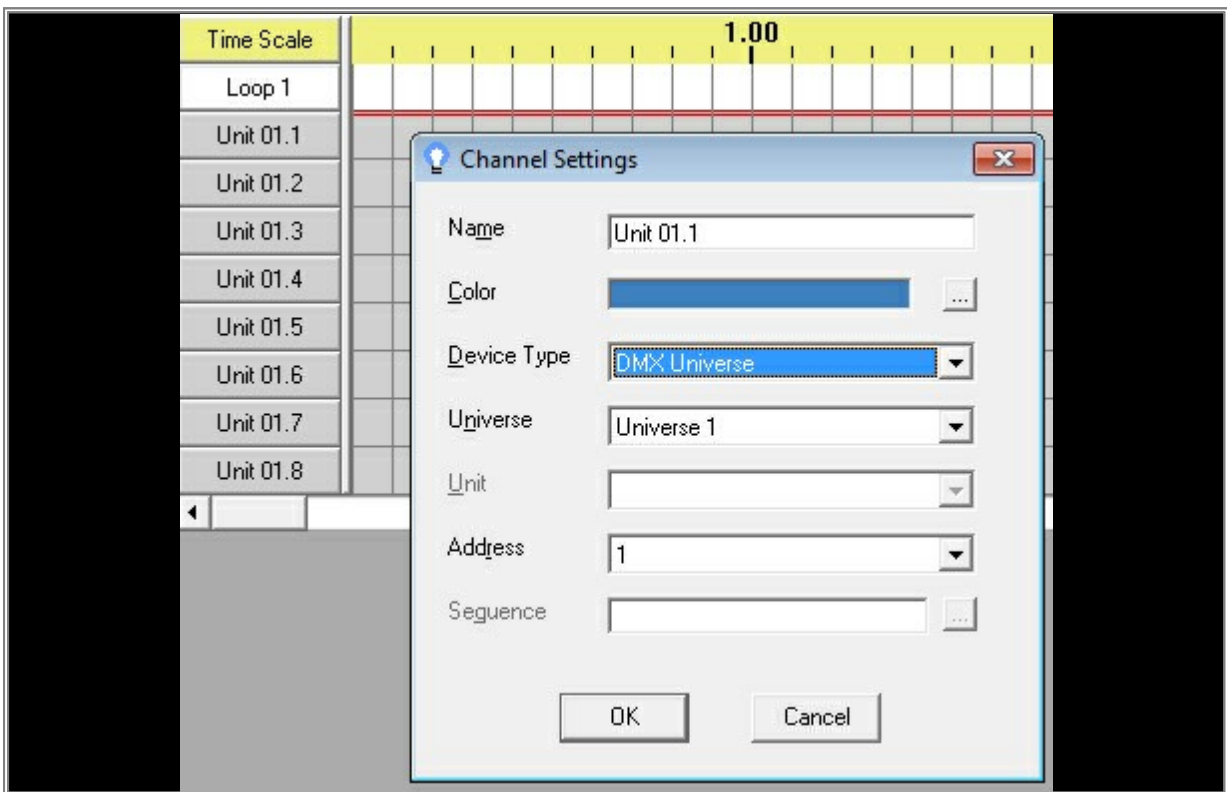 Time Scale
1.00
Loop 1
Unit 01.1
Unit 01.2
Unit 01.3
Unit 01.4
Unit 01.5
Unit 01.6
Unit 01.7
Unit 01.8
Channel Settings
Name
Unit 01.1
Color
...
Device Type
DMX Universe
Universe
Universe 1
Unit
Address
1
Seguence
...
OK
Cancel